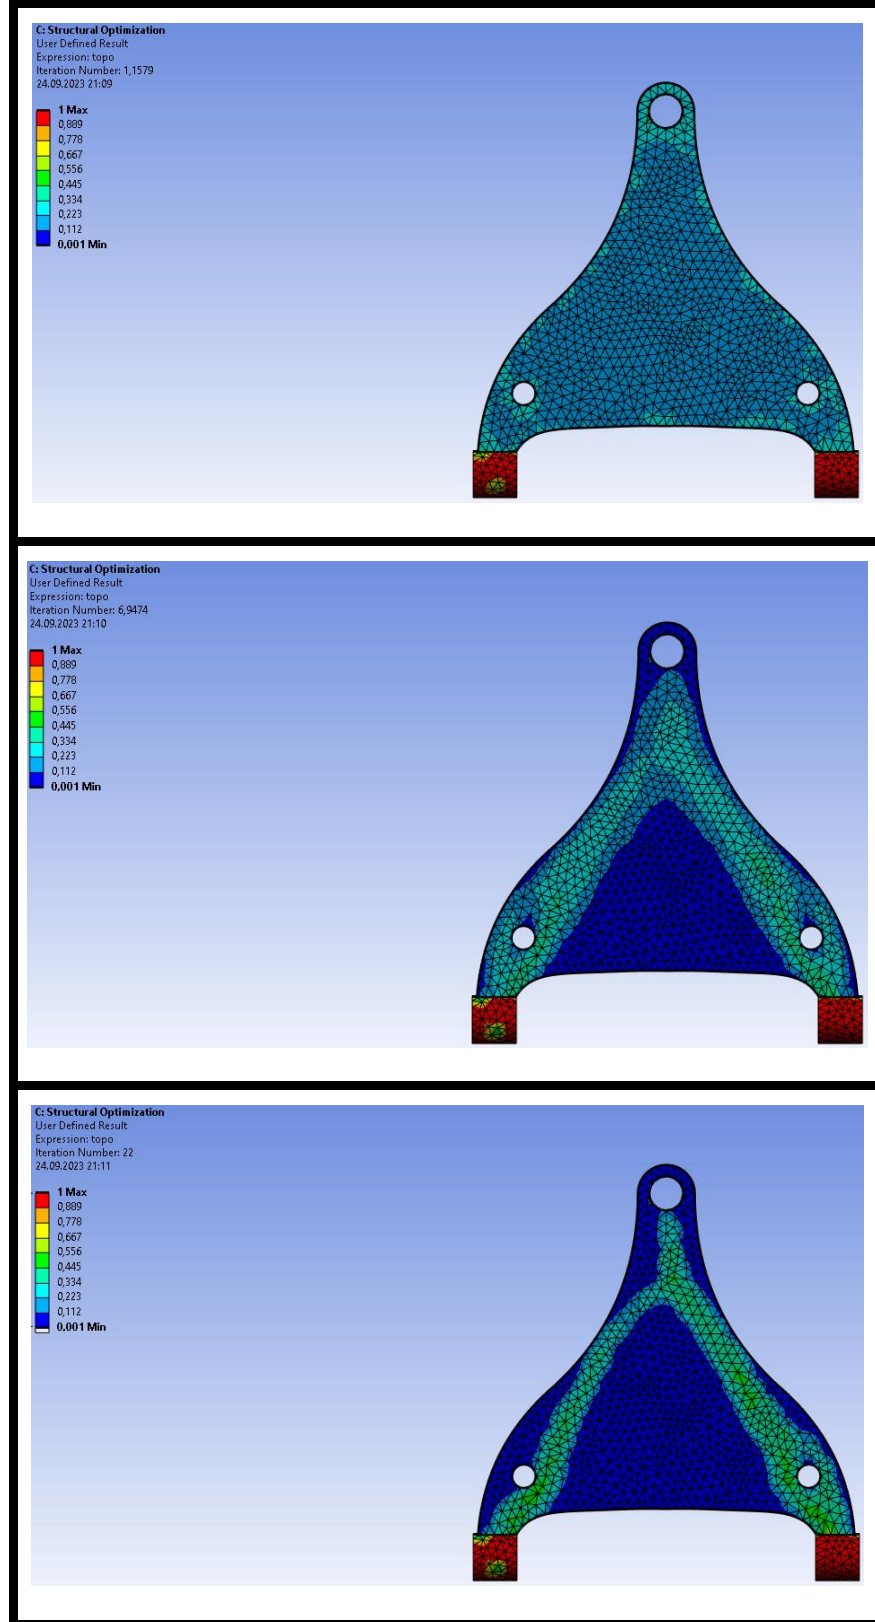 C: Structural Optimization
User Defined Result
Expression: topo
Iteration Number: 1,1579
24.09.2023 21:09
1 Max
0,889
0,778
0,667
0,556
0,445
0,334
0,223
0,112
0,001 Min
C: Structural Optimization
User Defined Result
Expression: topo
Iteration Number: 6,9474
24.09.2023 21:10
1 Max
0,889
0,778
0,667
0,556
0,445
0,334
0,223
0,112
0,001 Min
C: Structural Optimization
User Defined Result
Expression: topo
Iteration Number: 22
24.09.2023 21:11
1 Max
0,889
0,778
0,667
0,556
0,445
0,334
0,223
0,112
0,001 Min